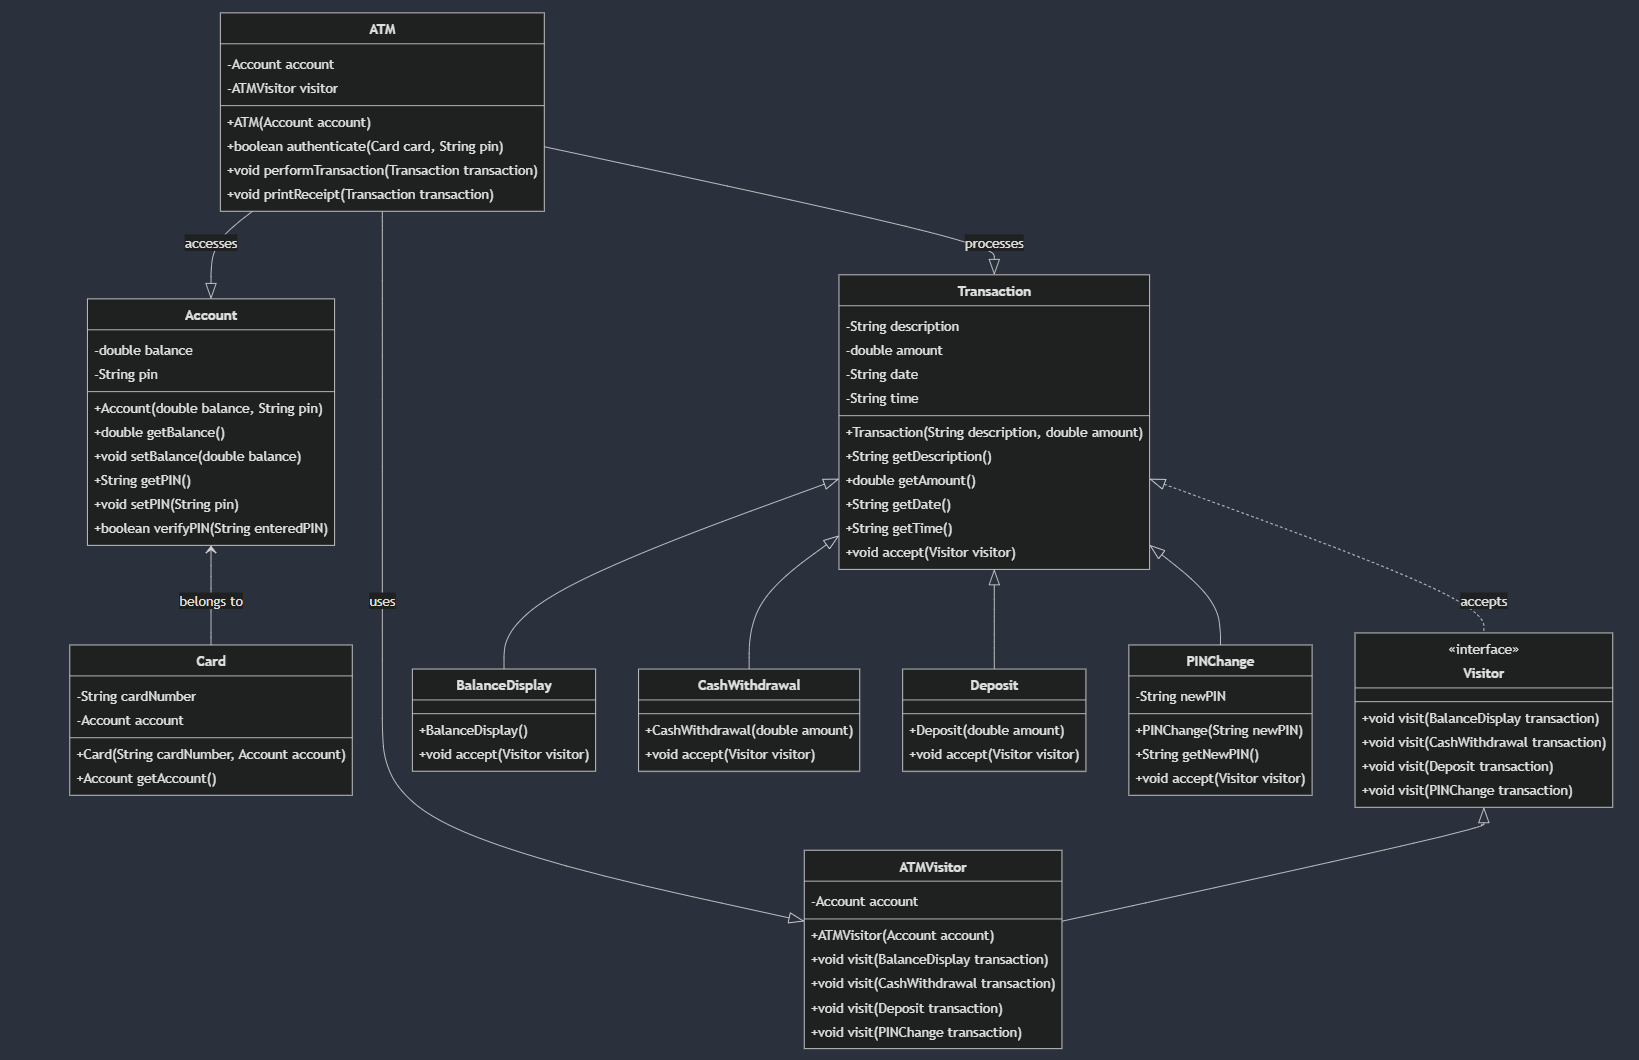 ATM
-Account account
-ATMVisitor visitor
+ATM(Account account)
+boolean authenticate(Card card, String pin)
+void performTransaction(Transaction transaction)
+void printReceipt(Transaction transaction)
accesses
processes
Account
-double balance
-String pin
+Account(double balance, String pin)
+double getBalance()
+void setBalance(double balance)
+String getPIN()
+void setPIN(String pin)
+boolean verifyPIN(String enteredPIN)
Transaction
-String description
-double amount
-String date
-String time
+Transaction(String description, double amount)
+String getDescription()
+double getAmount()
+String getDate()
+String getTime()
+void accept(Visitor visitor)
belongs to
uses
accepts
Card
-String cardNumber
-Account account
+Card(String cardNumber, Account account)
+Account getAccount()
BalanceDisplay
+BalanceDisplay()
+void accept(Visitor visitor)
CashWithdrawal
+CashWithdrawal(double amount)
+void accept(Visitor visitor)
Deposit
+Deposit(double amount)
+void accept(Visitor visitor)
PINChange
-String newPIN
+PINChange(String newPIN)
+String getNewPIN()
+void accept(Visitor visitor)
«interface»
Visitor
+void visit(BalanceDisplay transaction)
+void visit(CashWithdrawal transaction)
+void visit(Deposit transaction)
+void visit(PINChange transaction)
ATMVisitor
-Account account
+ATMVisitor(Account account)
+void visit(BalanceDisplay transaction)
+void visit(CashWithdrawal transaction)
+void visit(Deposit transaction)
+void visit(PINChange transaction)